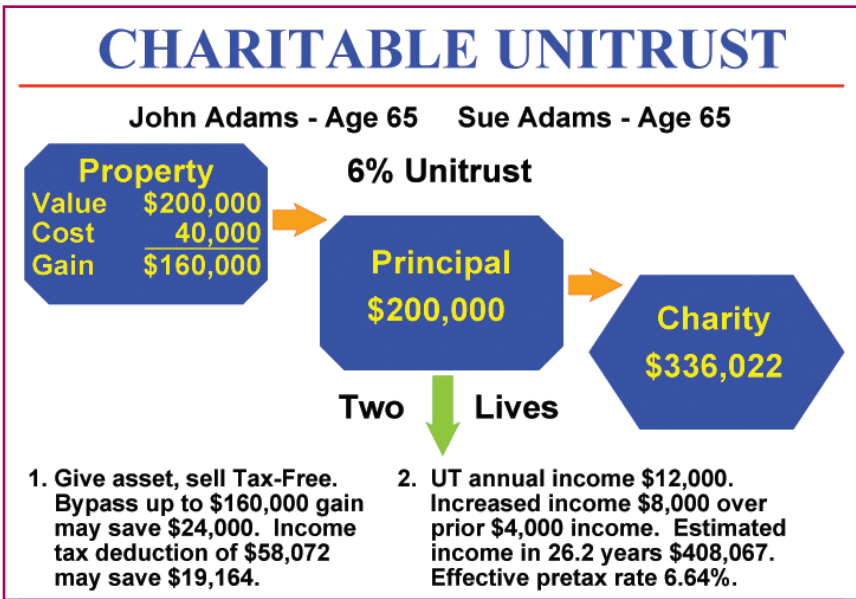 CHARITABLE UNITRUST
John Adams - Age 65 Sue Adams - Age 65
Property
Value $200,000
Cost 40,000
Gain $160,000
6% Unitrust
Principal
$200,000
Charity
$336,022
Two Lives
1. Give asset, sell Tax-Free.
Bypass up to $160,000 gain
may save $24,000. Income
tax deduction of $58,072
may save $19,164.
2. UT annual income $12,000.
Increased income $8,000 over
prior $4,000 income. Estimated
income in 26.2 years $408,067.
Effective pretax rate 6.64%.